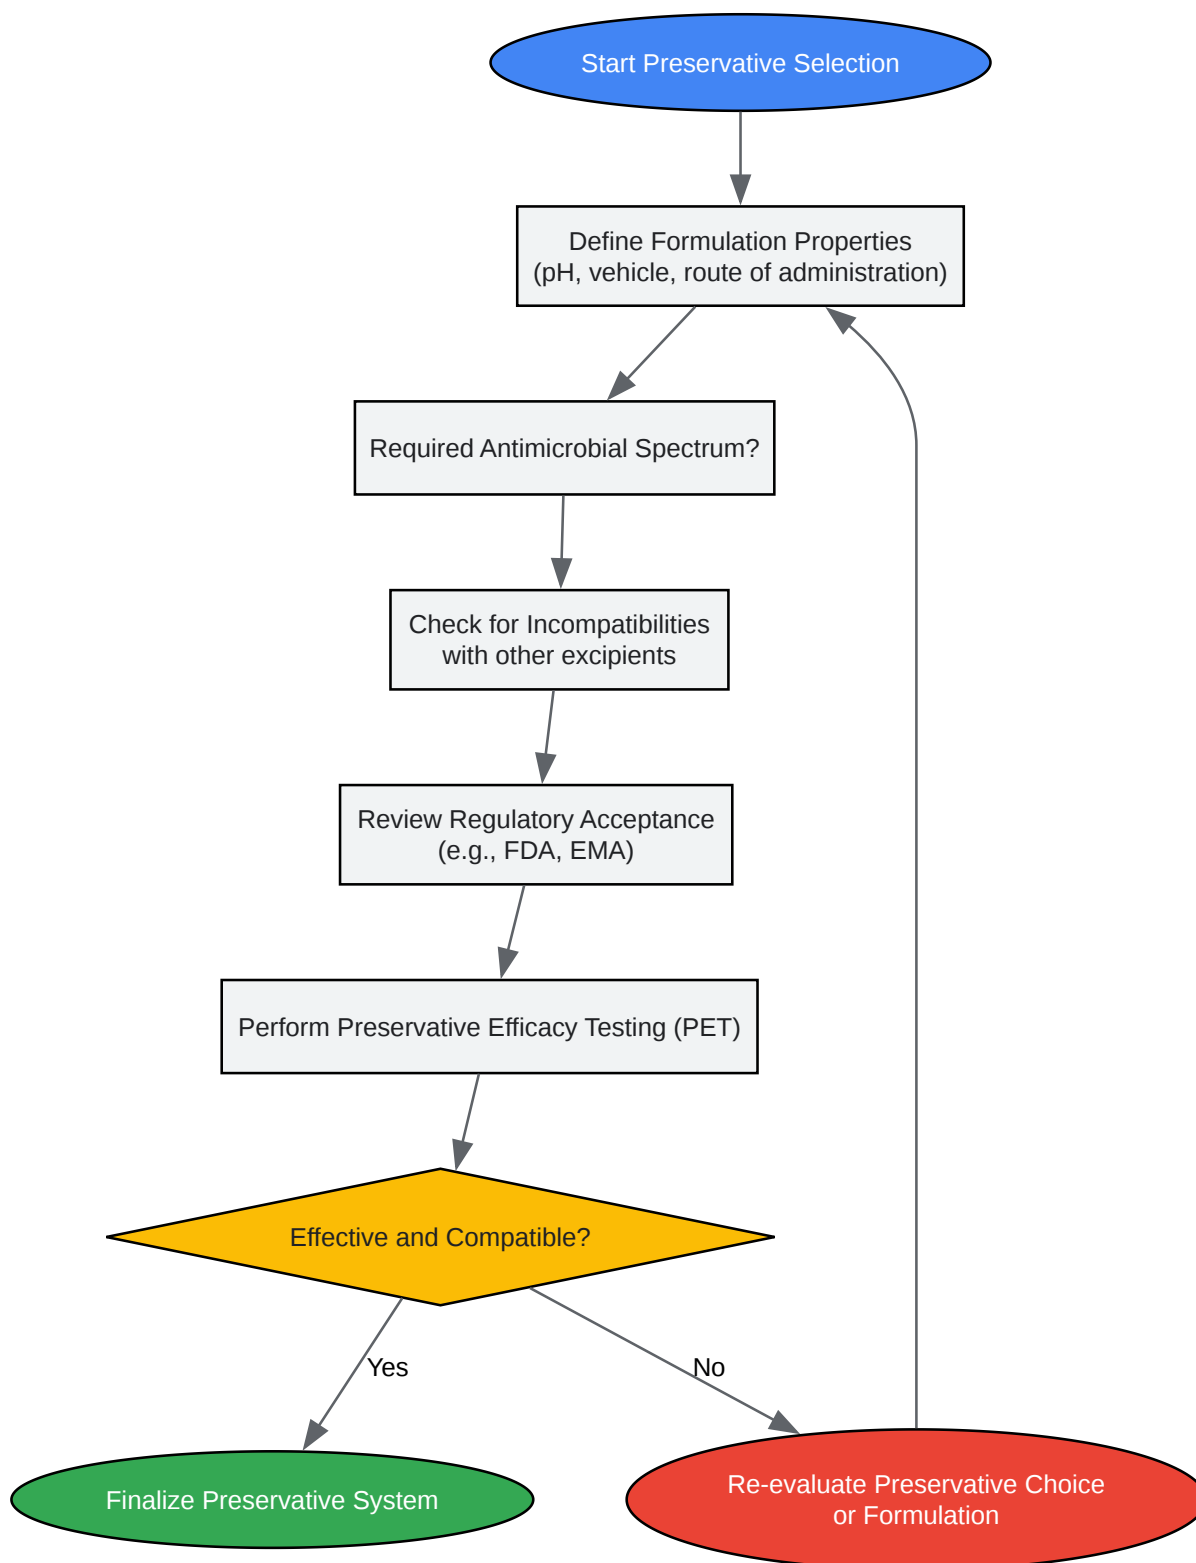 Start Preservative Selection
Define Formulation Properties
(pH, vehicle, route of administration)
Required Antimicrobial Spectrum?
Check for Incompatibilities
with other excipients
Review Regulatory Acceptance
(e.g., FDA, EMA)
Perform Preservative Efficacy Testing (PET)
Effective and Compatible?
Yes
No
Finalize Preservative System
Re-evaluate Preservative Choice
or Formulation